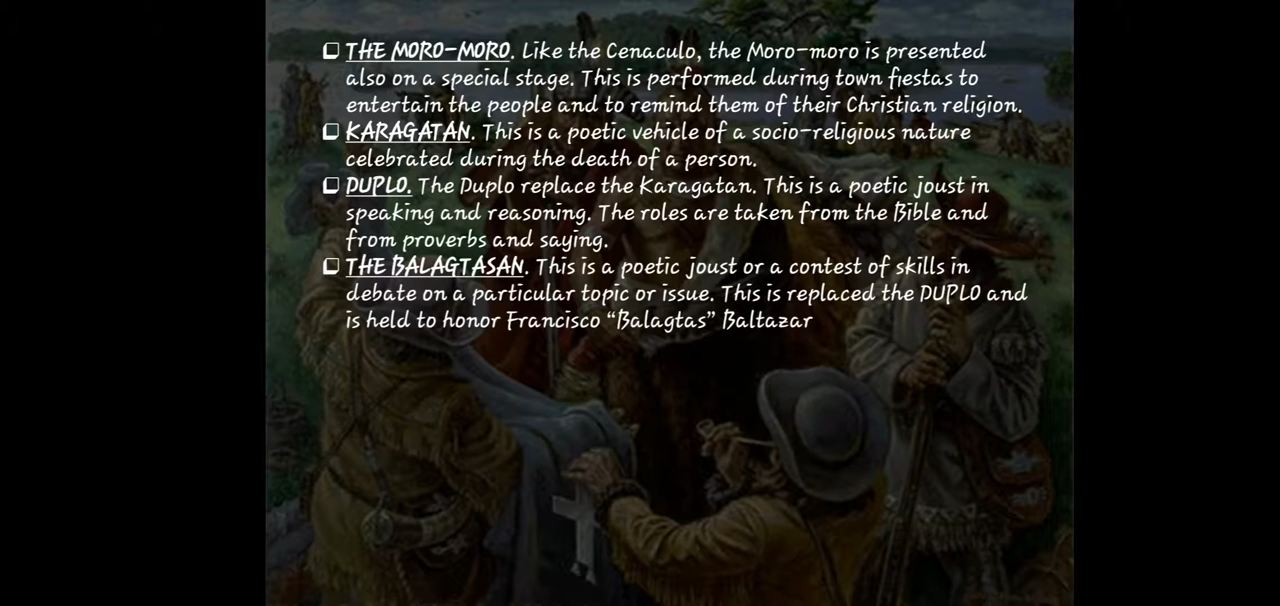 ❑ THE MORO-MORO. Like the Cenaculo, the Moro-moro is presented
also on a special stage. This is performed during town fiestas to
entertain the people and to remind them of their Christian religion.
❑ KARAGATAN. This is a poetic vehicle of a socio-religious nature
celebrated during the death of a person.
❑ DUPLO. The Duplo replace the Karagatan. This is a poetic joust in
speaking and reasoning. The roles are taken from the Bible and
from proverbs and saying.
❑ THE BALAGTASAN. This is a poetic joust or a contest of skills in
debate on a particular topic or issue. This is replaced the DUPLO and
is held to honor Francisco “Balagtas” Baltazar